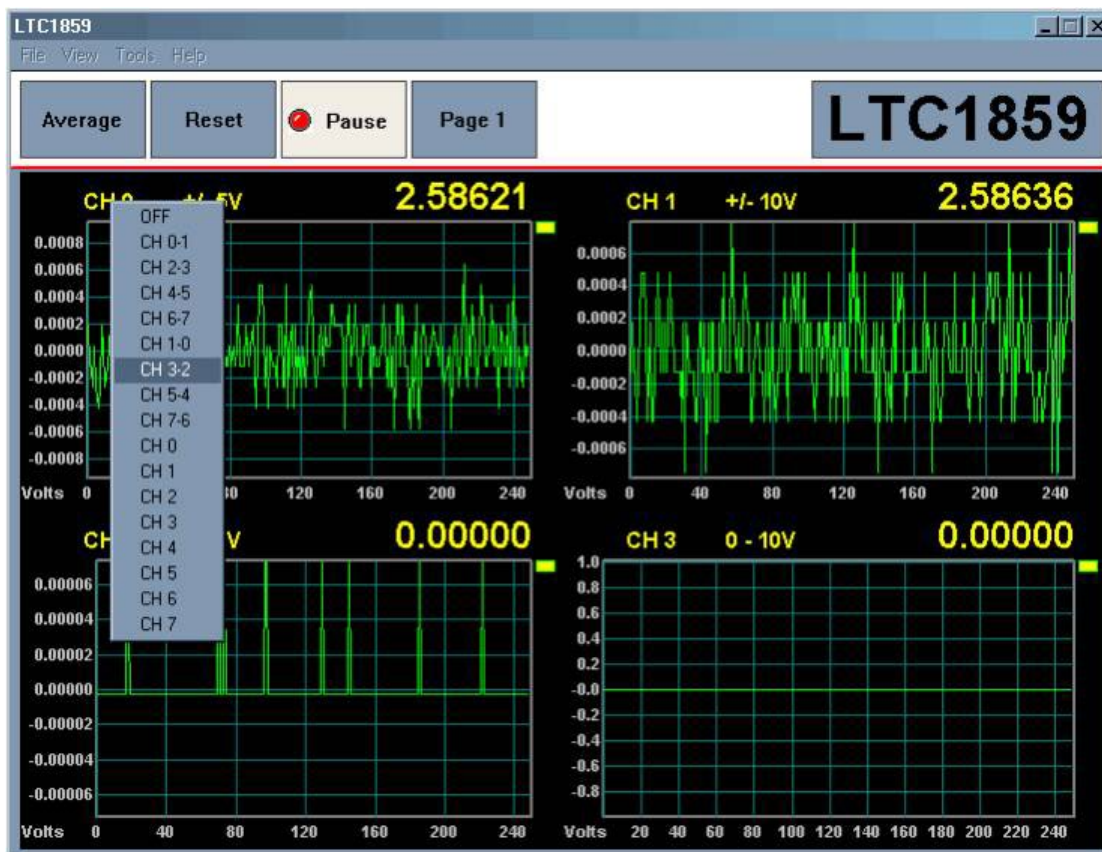 LTC1859
File View Tools Help
Average Reset Pause Page 1 LTC1859
CH 0 +/- 5V 2.58621
0.0008
0.0006
0.0004
0.0002
0.0000
-0.0002
-0.0004
-0.0006
-0.0008
Volts 0 80 120 160 200 240
OFF
CH 0-1
CH 2-3
CH 4-5
CH 6-7
CH 1-0
CH 3-2
CH 5-4
CH 7-6
CH 0
CH 1
CH 2
CH 3
CH 4
CH 5
CH 6
CH 7
CH 1 +/- 10V 2.58636
0.0006
0.0004
0.0002
0.0000
-0.0002
-0.0004
-0.0006
Volts 0 40 80 120 160 200 240
CH V 0.00000
0.00006
0.00004
0.00002
0.00000
-0.00002
-0.00004
-0.00006
Volts 0 40 80 120 160 200 240
CH 3 0 - 10V 0.00000
1.0
0.8
0.6
0.4
0.2
-0.0
-0.2
-0.4
-0.6
-0.8
Volts 20 40 60 80 100 120 140 160 180 200 220 240